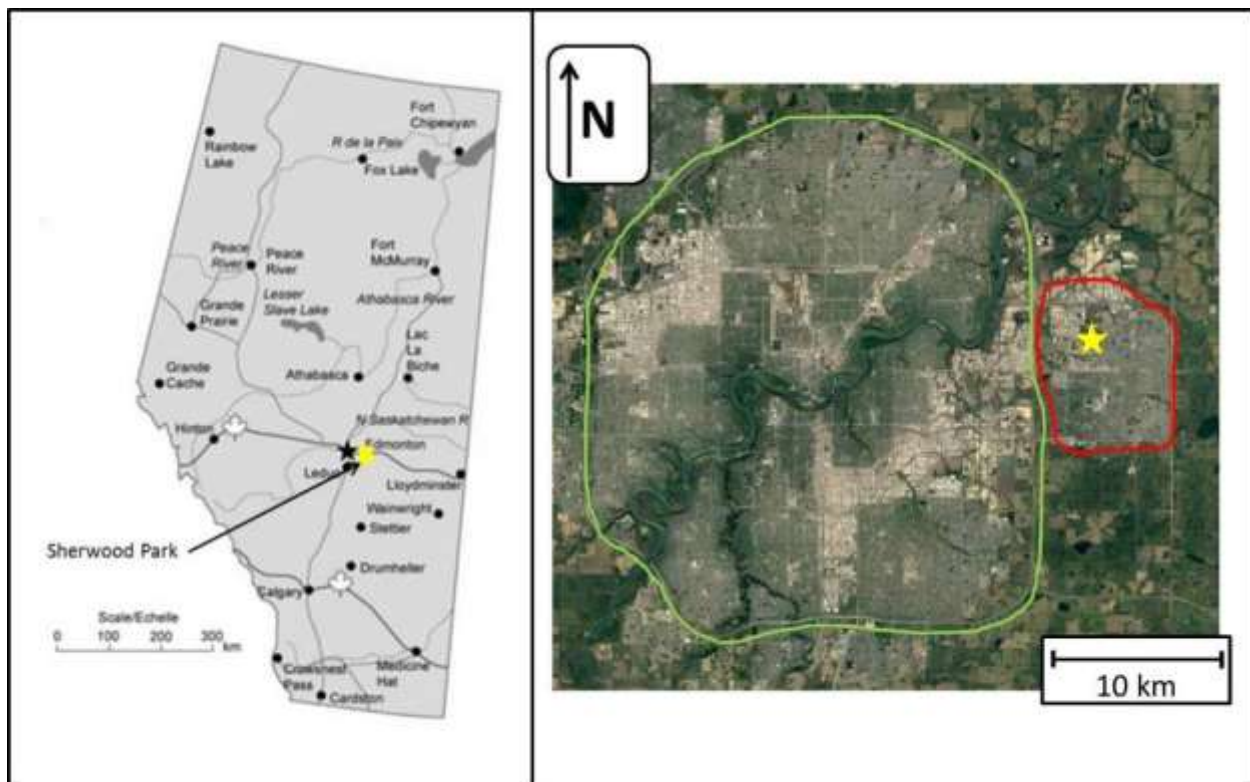 Fort
Chipewyan
Rainbow
Lake
R de la Paix
Fox Lake
Peace
River
Peace
River
Fort
McMurray
Lesser
Slave Lake
Athabasca River
Grande
Prairie
Lac
La
Biche
Athabasca
Grande
Cache
N Saskatchewan R
Hinton
Edmonton
Leduc
Lloydminster
Wainwright
Stettler
Sherwood Park
Drumheller
Calgary
Scale/Echelle
0 100 200 300
km
Crowsnest
Pass
Medicine
Hat
Cardston
N
10 km